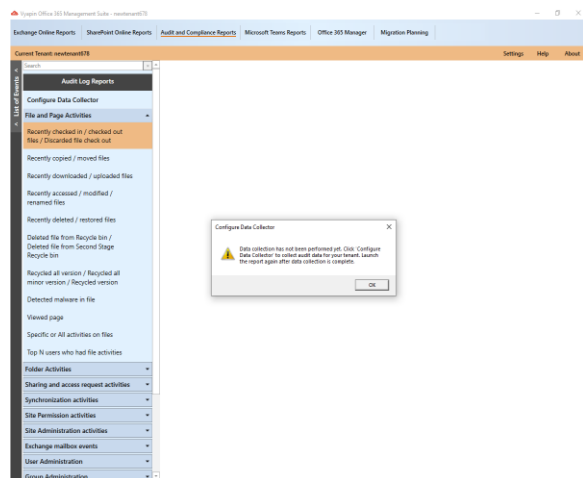 Vyapin Office 365 Management Suite - newtenant678
Exchange Online Reports
SharePoint Online Reports
Audit and Compliance Reports
Microsoft Teams Reports
Office 365 Manager
Migration Planning
Current Tenant: newtenant678
Settings
Help
About
List of Events
Search
Audit Log Reports
Configure Data Collector
File and Page Activities
Recently checked in / checked out
files / Discarded file check out
Recently copied / moved files
Recently downloaded / uploaded files
Recently accessed / modified /
renamed files
Recently deleted / restored files
Deleted file from Recycle bin /
Deleted file from Second Stage
Recycle bin
Recycled all version / Recycled all
minor version / Recycled version
Detected malware in file
Viewed page
Specific or All activities on files
Top N users who had file activities
Folder Activities
Sharing and access request activities
Synchronization activities
Site Permission activities
Site Administration activities
Exchange mailbox events
User Administration
Group Administration
Configure Data Collector
Data collection has not been performed yet. Click 'Configure
Data Collector' to collect audit data for your tenant. Launch
the report again after data collection is complete.
OK